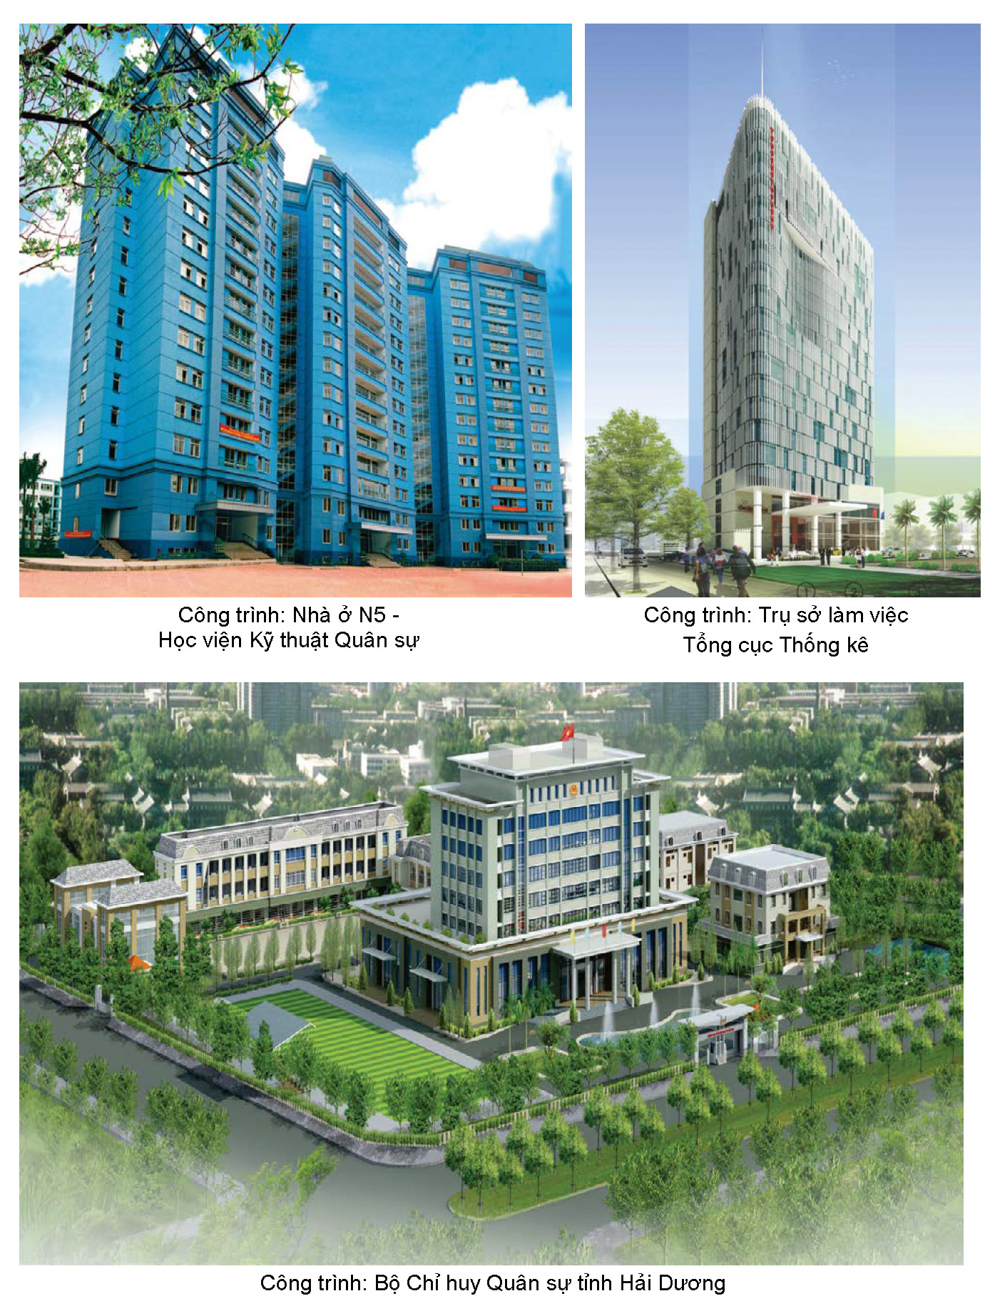 Công trình: Nhà ở N5 -
Học viện Kỹ thuật Quân sự
Công trình: Trụ sở làm việc
Tổng cục Thống kê
Công trình: Bộ Chỉ huy Quân sự tỉnh Hải Dương